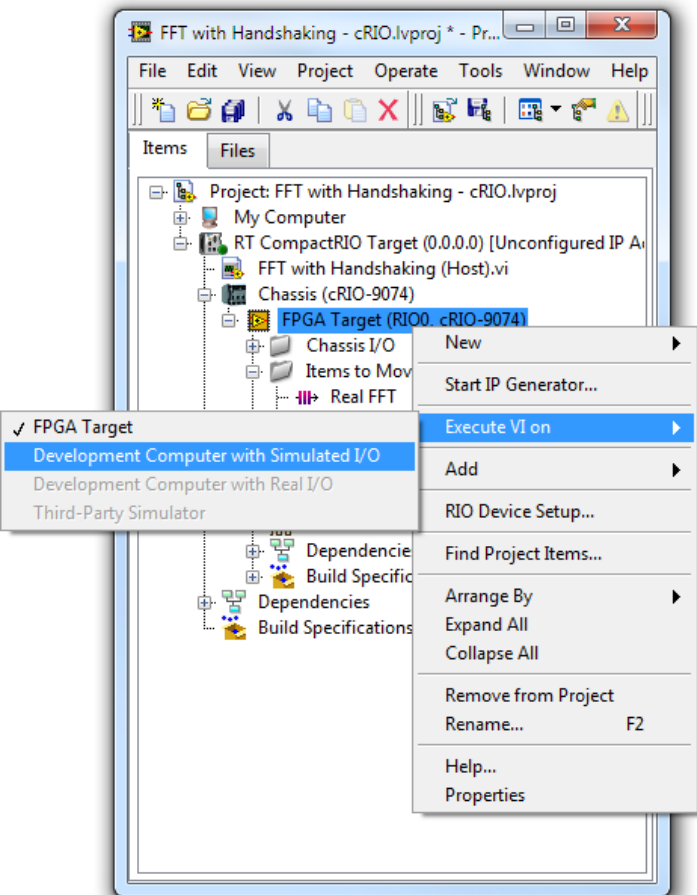 FFT with Handshaking - cRIO.lvproj * - Pr...
File Edit View Project Operate Tools Window Help
Items Files
Project: FFT with Handshaking - cRIO.lvproj
My Computer
RT CompactRIO Target (0.0.0.0) [Unconfigured IP
FFT with Handshaking (Host).vi
Chassis (cRIO-9074)
FPGA Target (RIO0, cRIO-9074)
Chassis I/O
Items to Mov
Real FFT
Dependencie
Build Specific
Dependencies
Build Specifications
New
Start IP Generator...
Execute VI on
Add
RIO Device Setup...
Find Project Items...
Arrange By
Expand All
Collapse All
Remove from Project
Rename... F2
Help...
Properties
FPGA Target
Development Computer with Simulated I/O
Development Computer with Real I/O
Third-Party Simulator